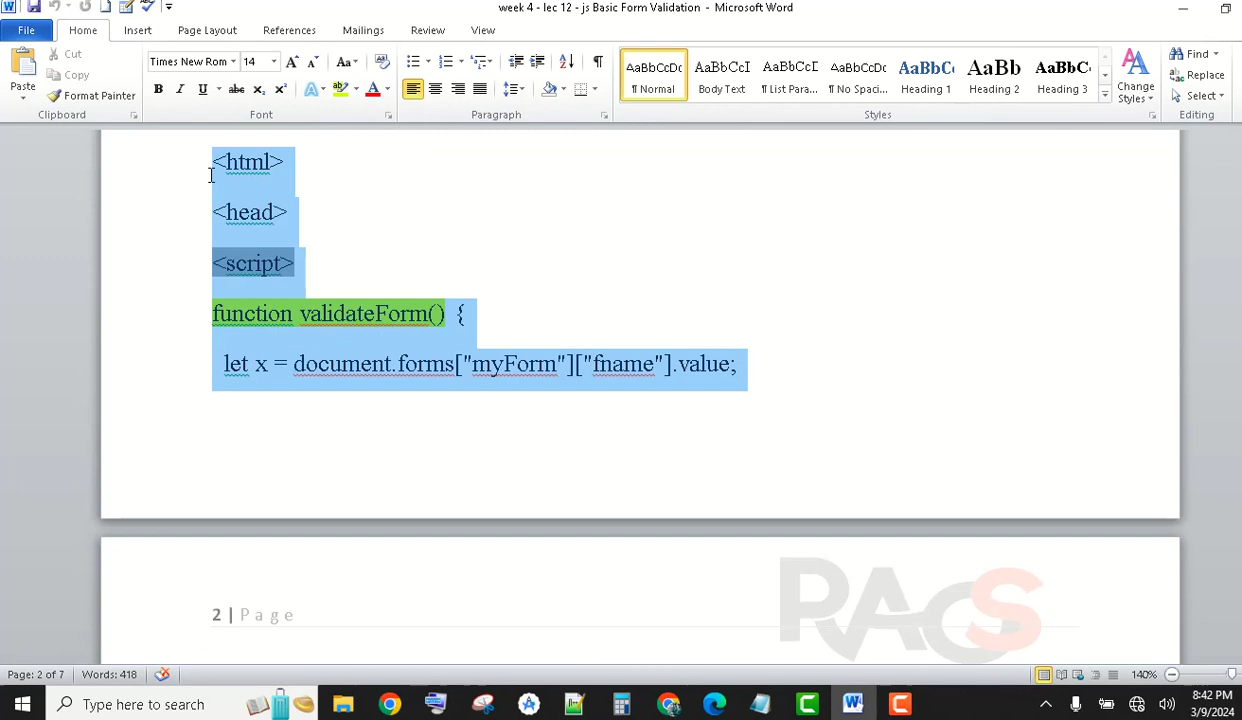 week 4 - lec 12 - js Basic Form Validation - Microsoft Word
File Home Insert Page Layout References Mailings Review View
Paste
Cut
Copy
Format Painter
Clipboard
Times New Rom 14
Font
Paragraph
AaBbCcDc AaBbCcI AaBbCcI AaBbCcDc AaBbC AaBb AaBbC
¶ Normal Body Text ¶ List Para... ¶ No Spaci... Heading 1 Heading 2 Heading 3
Styles
Change
Styles
Find
Replace
Select
Editing
<html>
<head>
<script>
function validateForm() {
let x = document.forms["myForm"]["fname"].value;
2 | Page
RACS
Page: 2 of 7 Words: 418 140%
Type here to search
8:42 PM
3/9/2024